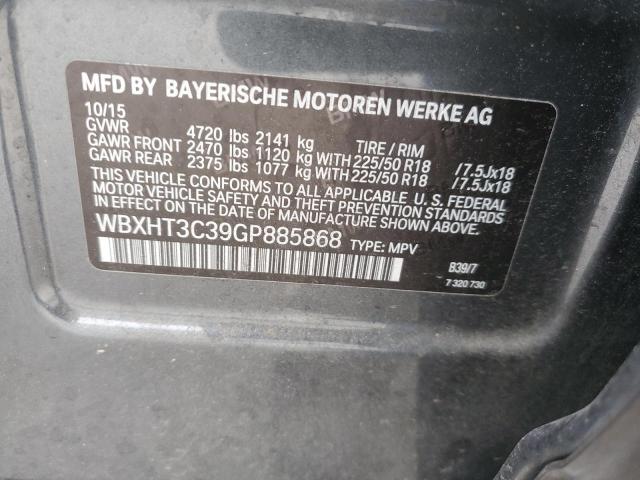 MFD BY BAYERISCHE MOTOREN WERKE AG
10/15
GVWR 4720 lbs 2141 kg TIRE / RIM
GAWR FRONT 2470 lbs 1120 kg WITH 225/50 R18 /7.5Jx18
GAWR REAR 2375 lbs 1077 kg WITH 225/50 R18 /7.5Jx18
THIS VEHICLE CONFORMS TO ALL APPLICABLE U.S. FEDERAL
MOTOR VEHICLE SAFETY AND THEFT PREVENTION STANDARDS
IN EFFECT ON THE DATE OF MANUFACTURE SHOWN ABOVE.
WBXHT3C39GP885868 TYPE: MPV
B39/7
7 320 730